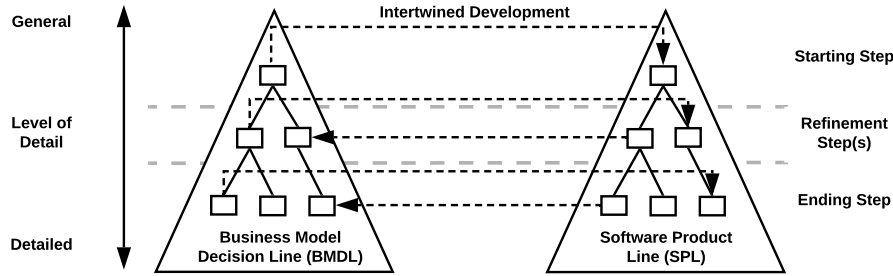 General
Intertwined Development
Starting Step
Level of
Detail
Refinement
Step(s)
Ending Step
Detailed
Business Model
Decision Line (BMDL)
Software Product
Line (SPL)